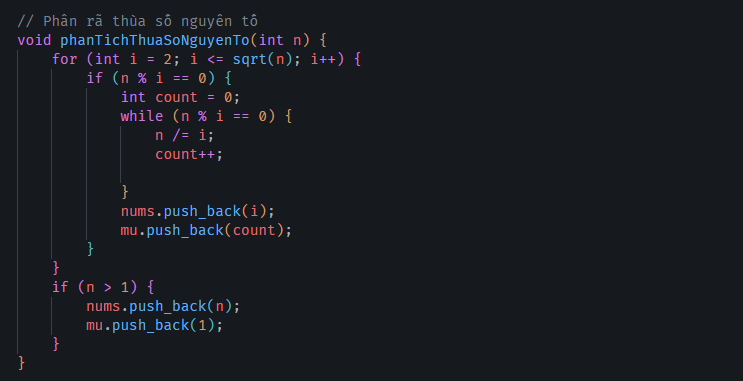 // Phân rã thùa số nguyên tố
void phanTichThuaSoNguyenTo(int n) {
    for (int i = 2; i <= sqrt(n); i++) {
        if (n % i == 0) {
            int count = 0;
            while (n % i == 0) {
                n /= i;
                count++;
            }
            nums.push_back(i);
            mu.push_back(count);
        }
    }
    if (n > 1) {
        nums.push_back(n);
        mu.push_back(1);
    }
}